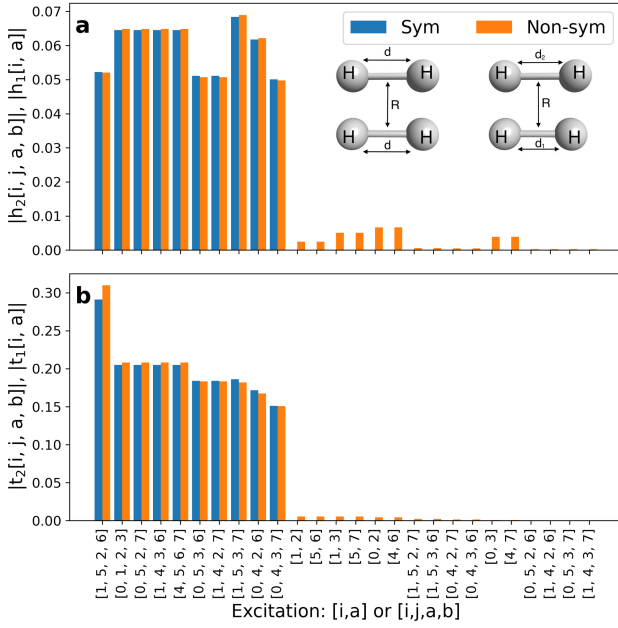 a
Sym
Non-sym
d
d₂
H
H
H
H
R
R
H
H
H
H
d
d₁
|h₂[i, j, a, b]|, |h₁[i, a]|
0.07
0.06
0.05
0.04
0.03
0.02
0.01
0.00
b
|t₂[i, j, a, b]|, |t₁[i, a]|
0.30
0.25
0.20
0.15
0.10
0.05
0.00
[1, 5, 2, 6]
[0, 1, 2, 3]
[0, 5, 2, 7]
[1, 4, 3, 6]
[4, 5, 6, 7]
[0, 5, 3, 6]
[1, 4, 2, 7]
[1, 5, 3, 7]
[0, 4, 2, 6]
[0, 4, 3, 7]
[1, 2]
[5, 6]
[1, 3]
[5, 7]
[0, 2]
[4, 6]
[1, 5, 2, 7]
[1, 5, 3, 6]
[0, 4, 2, 7]
[0, 4, 3, 6]
[0, 3]
[4, 7]
[0, 5, 2, 6]
[1, 4, 2, 6]
[0, 5, 3, 7]
[1, 4, 3, 7]
Excitation: [i,a] or [i,j,a,b]